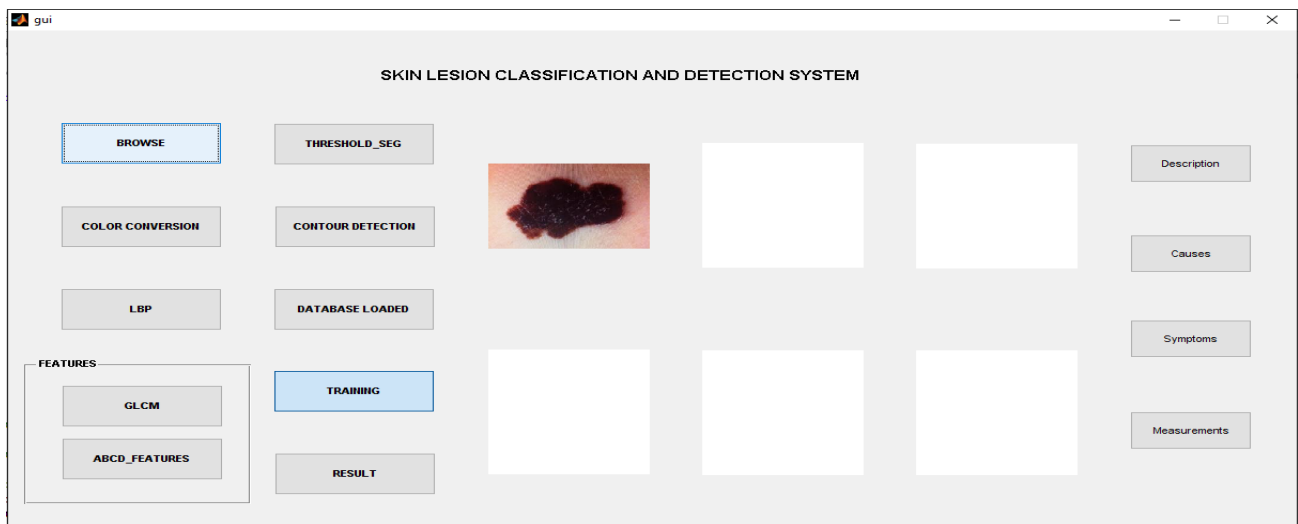 gui
SKIN LESION CLASSIFICATION AND DETECTION SYSTEM
BROWSE
THRESHOLD_SEG
Description
COLOR CONVERSION
CONTOUR DETECTION
Causes
LBP
DATABASE LOADED
Symptoms
FEATURES
GLCM
TRAINING
Measurements
ABCD_FEATURES
RESULT